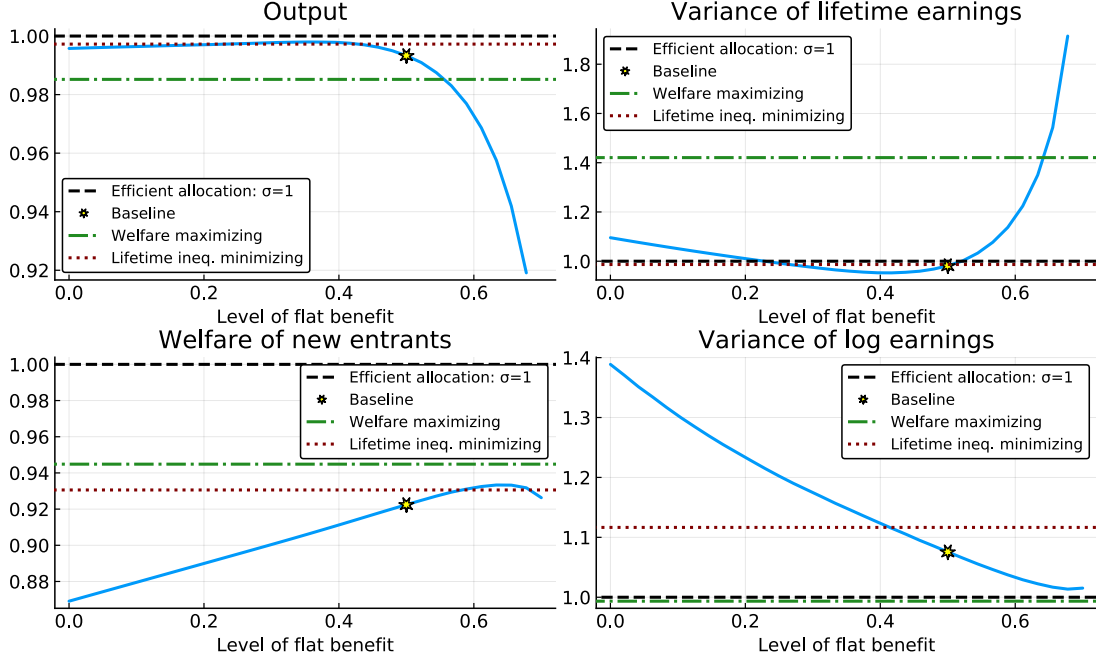 Output
1.00
0.98
0.96
0.94
0.92
Efficient allocation: σ=1
Baseline
Welfare maximizing
Lifetime ineq. minimizing
0.0 0.2 0.4 0.6
Level of flat benefit
Variance of lifetime earnings
1.8
1.6
1.4
1.2
1.0
Efficient allocation: σ=1
Baseline
Welfare maximizing
Lifetime ineq. minimizing
0.0 0.2 0.4 0.6
Level of flat benefit
Welfare of new entrants
1.00
0.98
0.96
0.94
0.92
0.90
0.88
Efficient allocation: σ=1
Baseline
Welfare maximizing
Lifetime ineq. minimizing
0.0 0.2 0.4 0.6
Level of flat benefit
Variance of log earnings
1.4
1.3
1.2
1.1
1.0
Efficient allocation: σ=1
Baseline
Welfare maximizing
Lifetime ineq. minimizing
0.0 0.2 0.4 0.6
Level of flat benefit